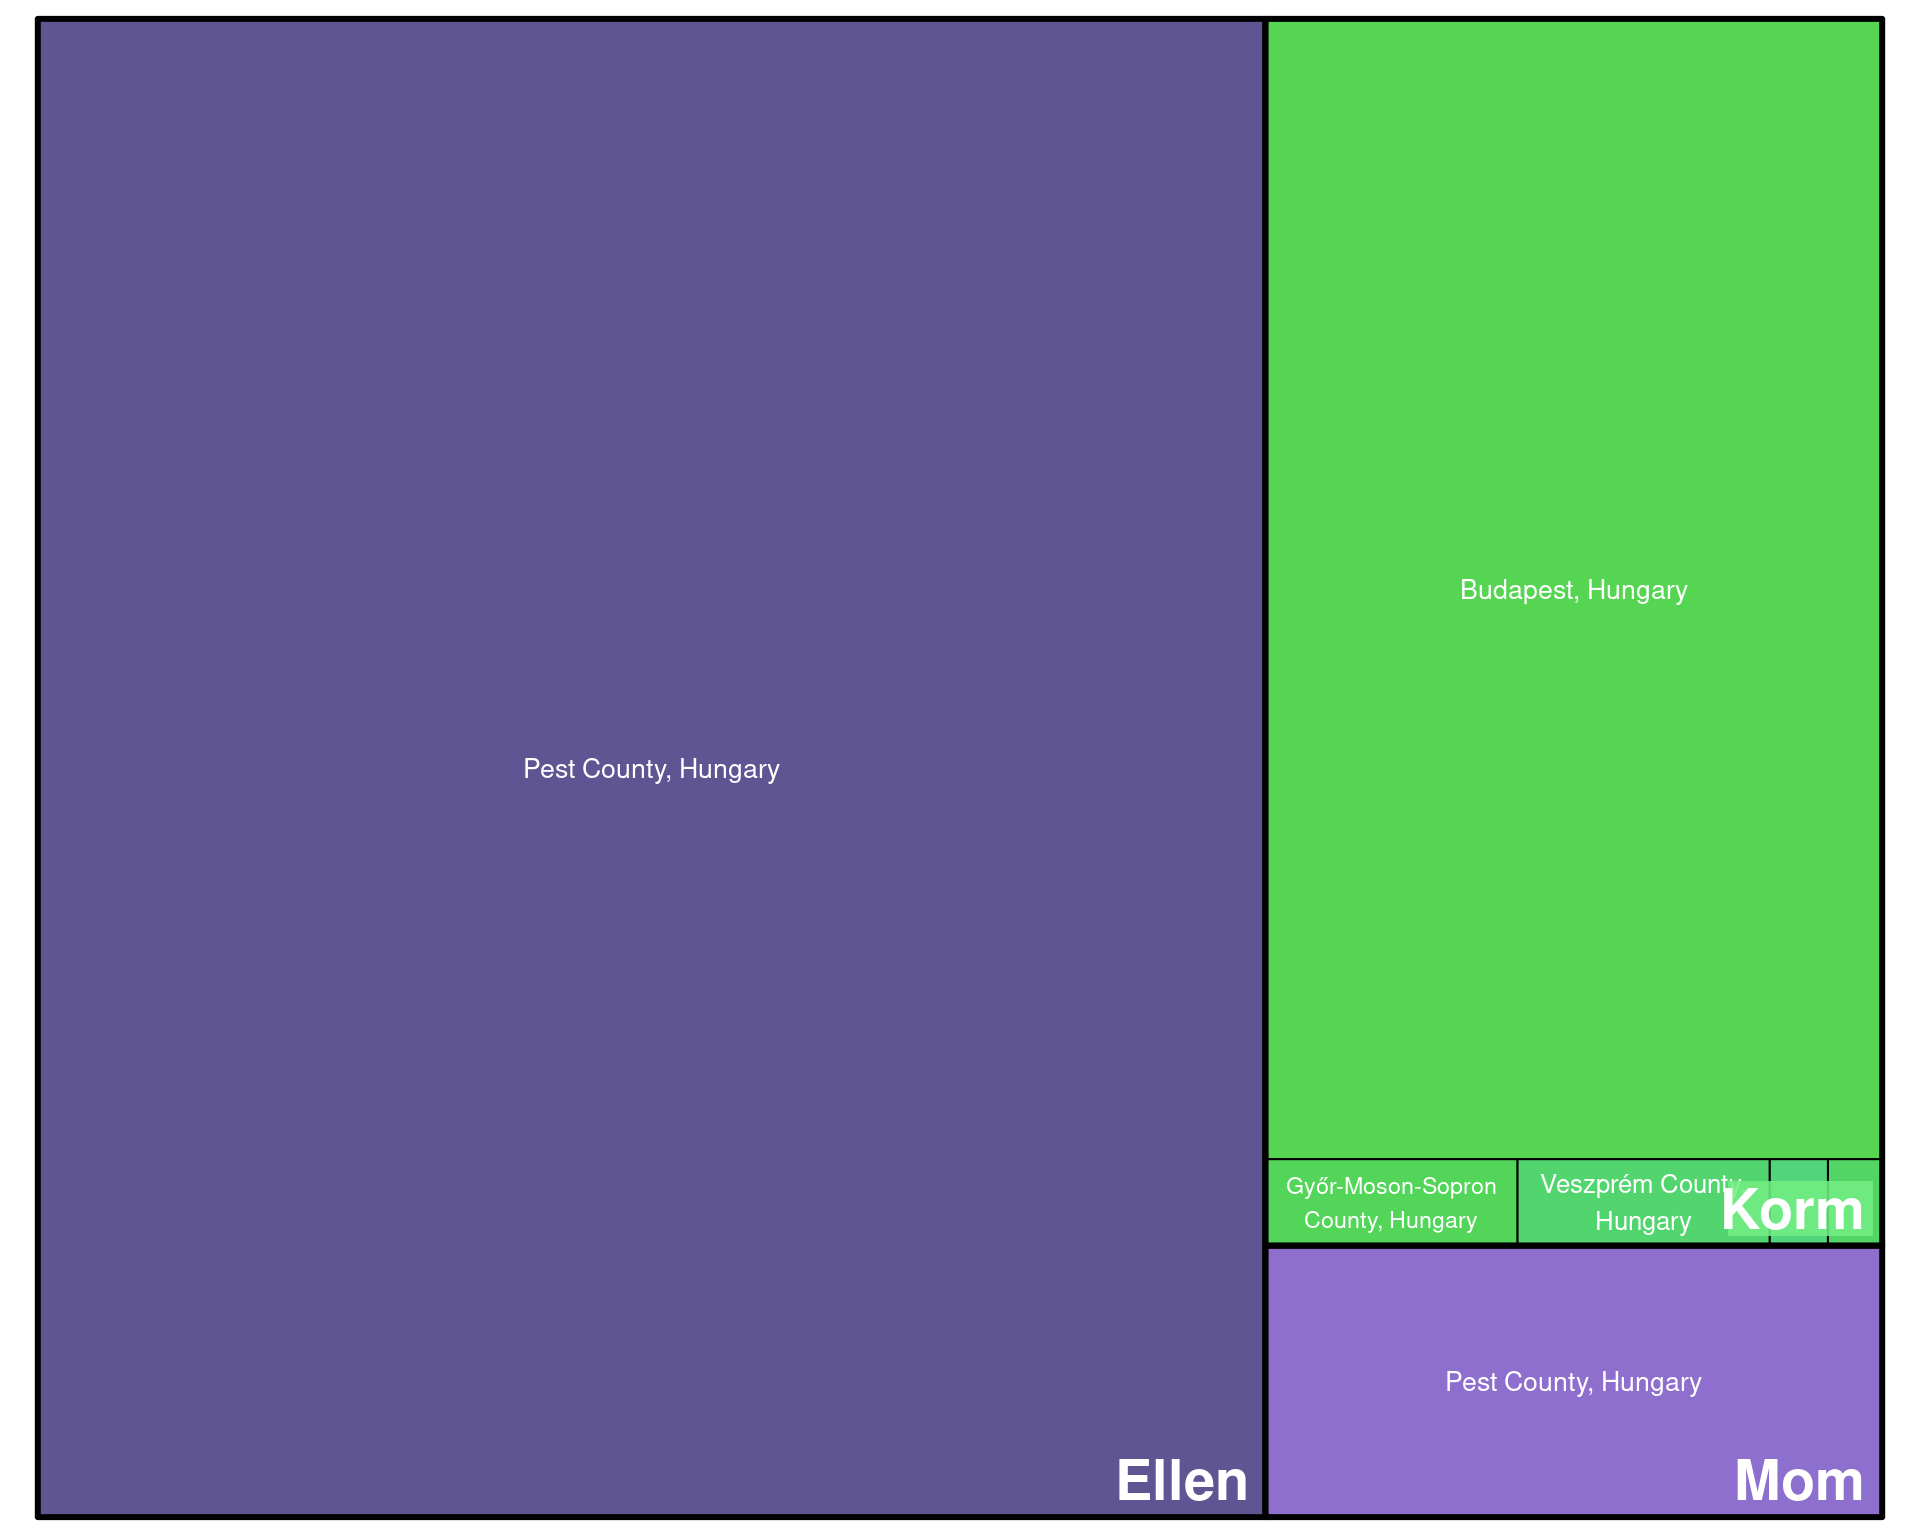 Pest County, Hungary
Ellen
Budapest, Hungary
Győr-Moson-Sopron
County, Hungary
Veszprém County,
Hungary
Korm
Pest County, Hungary
Mom